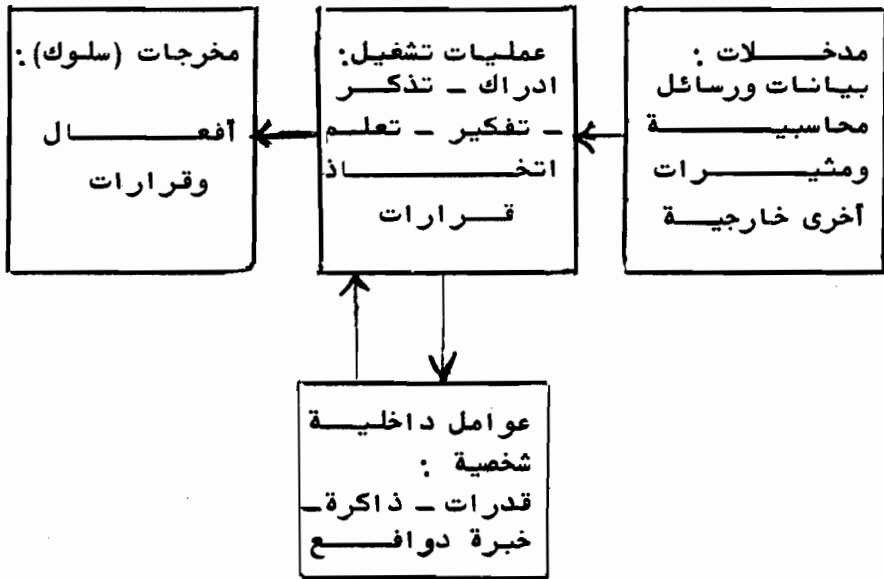 مدخلات :
بيانات ورسائل
محاسبية
ومثيرات
أخرى خارجية
عمليات تشغيل:
ادراك - تذكر
- تفكير - تعلم
اتخاذ
قرارات
مخرجات (سلوك):
أفعال
وقرارات
عوامل داخلية
شخصية :
قدرات - ذاكرة-
خبرة دوافع